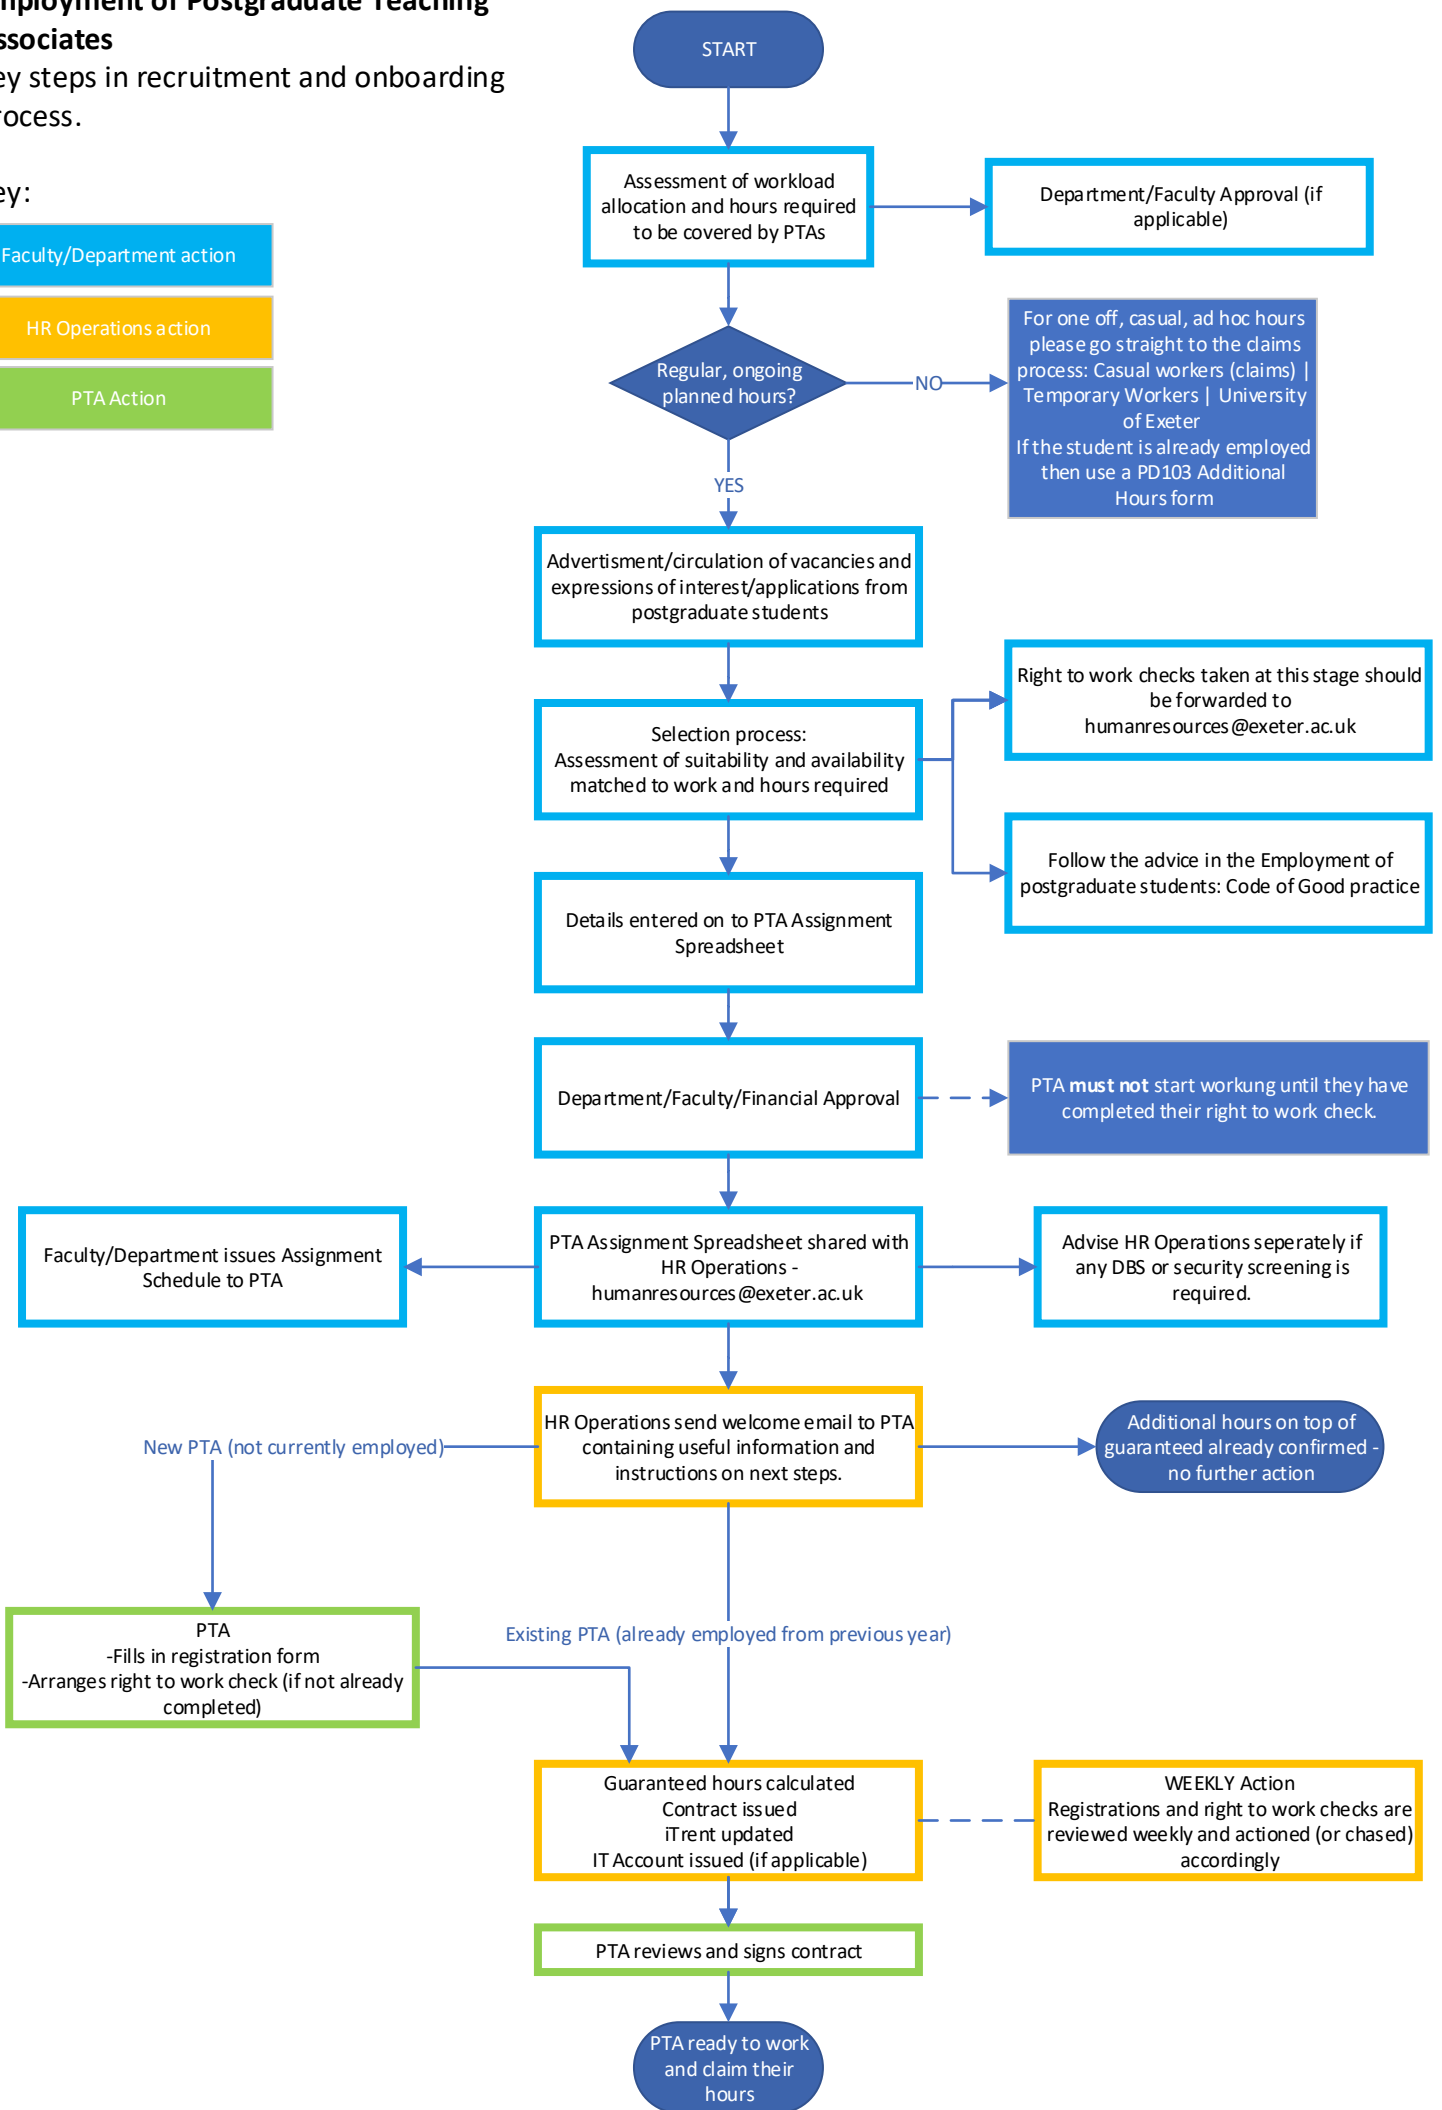 mployment of Postgraduate Teaching
ssociates
ey steps in recruitment and onboarding
rocess.
ey:
Faculty/Department action
HR Operations action
PTA Action
START
Assessment of workload
allocation and hours required
to be covered by PTAs
Department/Faculty Approval (if
applicable)
Regular, ongoing
planned hours?
NO
For one off, casual, ad hoc hours
please go straight to the claims
process: Casual workers (claims) |
Temporary Workers | University
of Exeter
If the student is already employed
then use a PD103 Additional
Hours form
YES
Advertisment/circulation of vacancies and
expressions of interest/applications from
postgraduate students
Selection process:
Assessment of suitability and availability
matched to work and hours required
Right to work checks taken at this stage should
be forwarded to
humanresources@exeter.ac.uk
Follow the advice in the Employment of
postgraduate students: Code of Good practice
Details entered on to PTA Assignment
Spreadsheet
Department/Faculty/Financial Approval
PTA must not start workung until they have
completed their right to work check.
Faculty/Department issues Assignment
Schedule to PTA
PTA Assignment Spreadsheet shared with
HR Operations -
humanresources@exeter.ac.uk
Advise HR Operations seperately if
any DBS or security screening is
required.
New PTA (not currently employed)
HR Operations send welcome email to PTA
containing useful information and
instructions on next steps.
Additional hours on top of
guaranteed already confirmed -
no further action
PTA
-Fills in registration form
-Arranges right to work check (if not already
completed)
Existing PTA (already employed from previous year)
Guaranteed hours calculated
Contract issued
iTrent updated
IT Account issued (if applicable)
WEEKLY Action
Registrations and right to work checks are
reviewed weekly and actioned (or chased)
accordingly
PTA reviews and signs contract
PTA ready to work
and claim their
hours